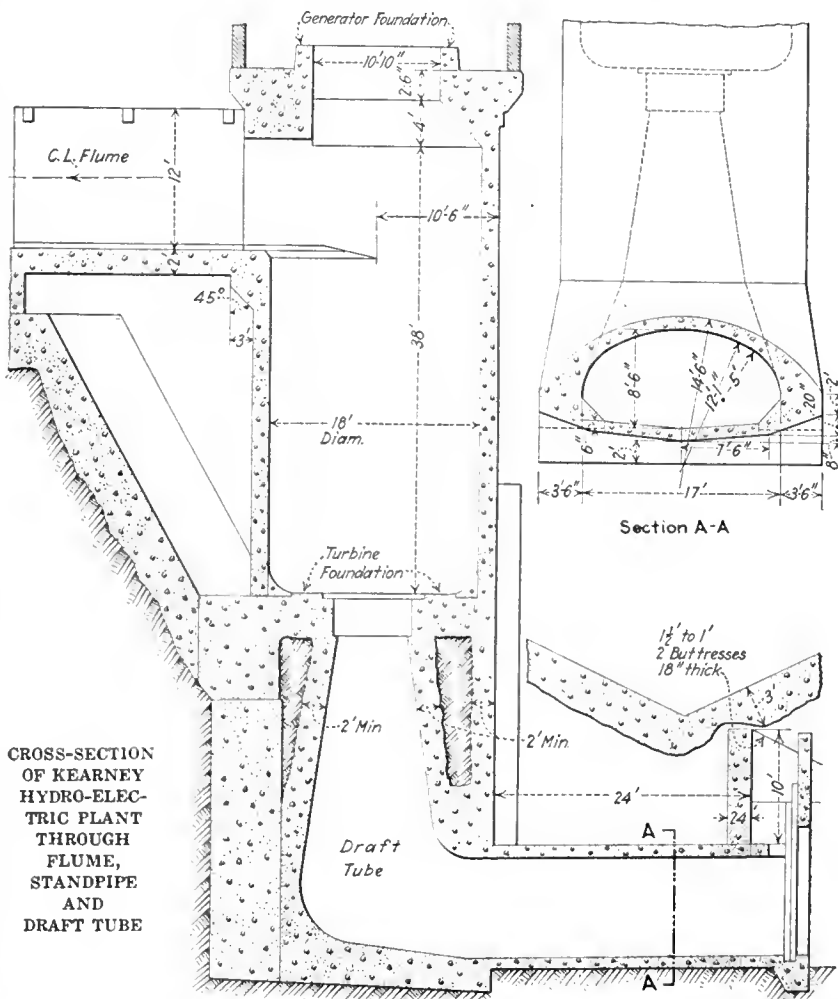 Generator Foundation
10'-10"
2'-6"
4'
C.L. Flume
12'
10'-6"
2'
45°
3'
38'
18'
Diam.
Turbine
Foundation
2' Min.
2' Min.
24'
24"
10'
A
A
Draft
Tube
CROSS-SECTION
OF KEARNEY
HYDRO-ELEC-
TRIC PLANT
THROUGH
FLUME,
STANDPIPE
AND
DRAFT TUBE
8'-6"
14'-6"
12'-1"
5'
20"
2'
6"
2'
7'-6"
8"
3'6"
17'
3'6"
Section A-A
1½' to 1'
2 Buttresses
18" thick
3'